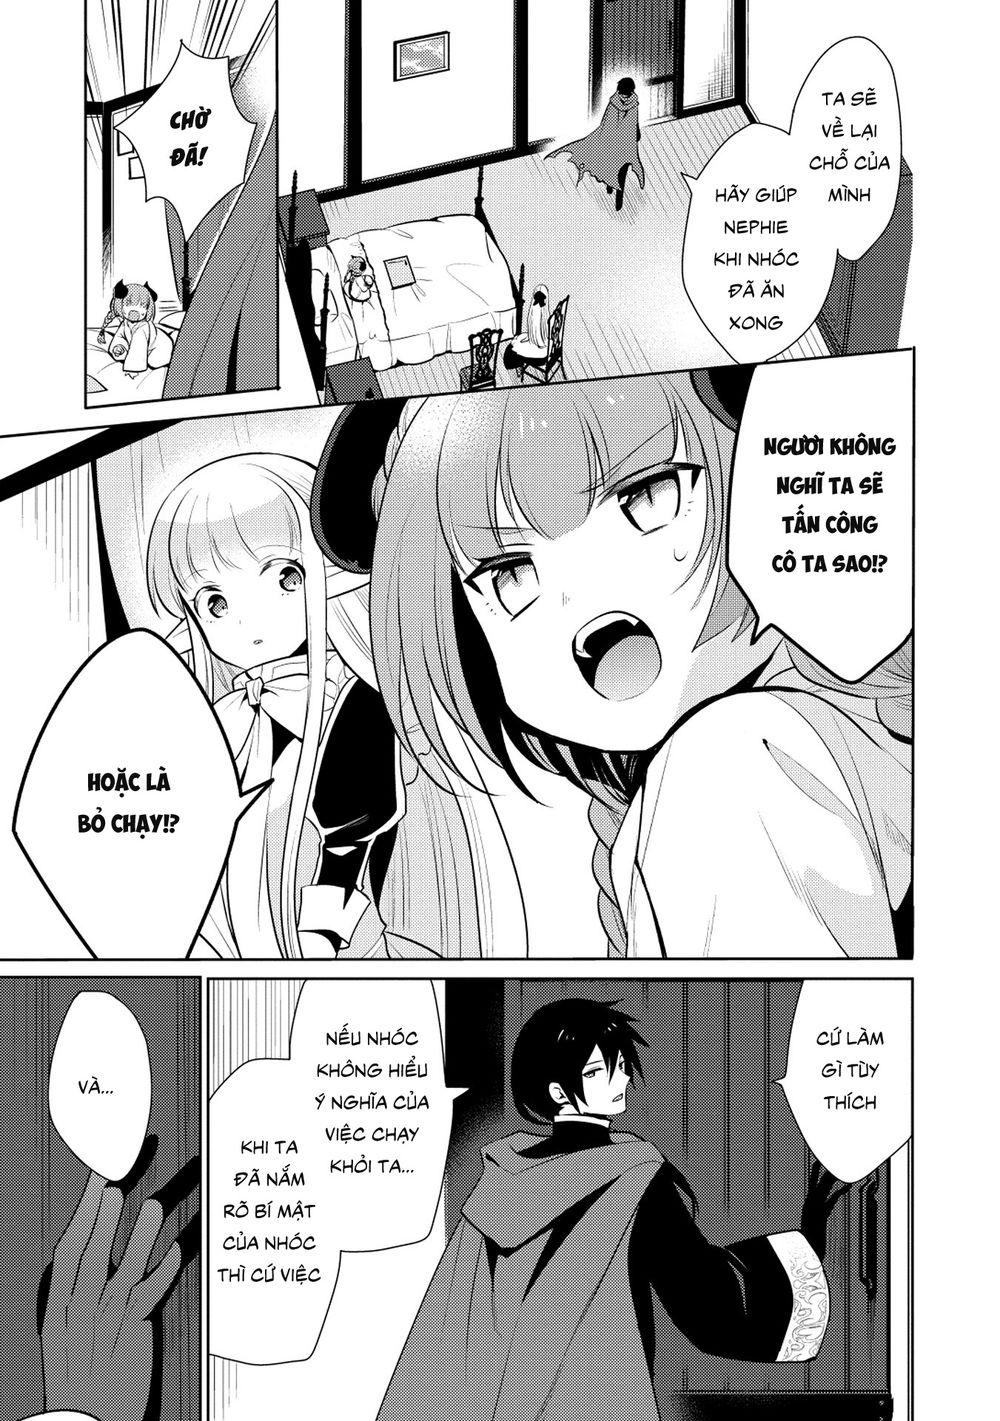 TA SẼ
VỀ LẠI
CHỖ CỦA
MÌNH
HÃY GIÚP
NEPHIE
KHI NHÓC
ĐÃ ĂN
XONG
CHỜ
ĐÃ!
NGƯƠI KHÔNG
NGHĨ TA SẼ
TẤN CÔNG
CÔ TA SAO!?
HOẶC LÀ
BỎ CHẠY!?
CỨ LÀM
GÌ TÙY
THÍCH
NẾU NHÓC
KHÔNG HIỂU
Ý NGHĨA CỦA
VIỆC CHẠY
KHỎI TA...
KHI TA
ĐÃ NẮM
RÕ BÍ MẬT
CỦA NHÓC
THÌ CỨ VIỆC
VÀ...